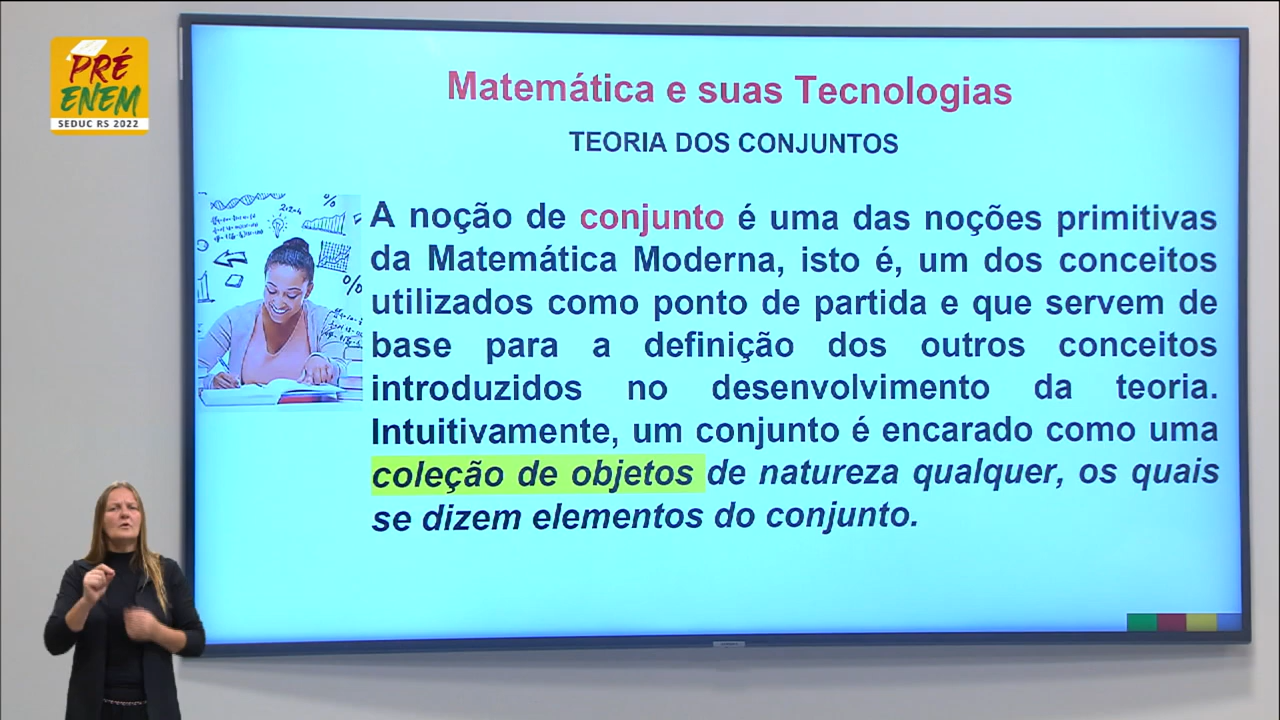 PRÉ
ENEM
SEDUC RS 2022
Matemática e suas Tecnologias
TEORIA DOS CONJUNTOS
A noção de conjunto é uma das noções primitivas
da Matemática Moderna, isto é, um dos conceitos
utilizados como ponto de partida e que servem de
base para a definição dos outros conceitos
introduzidos no desenvolvimento da teoria.
Intuitivamente, um conjunto é encarado como uma
coleção de objetos de natureza qualquer, os quais
se dizem elementos do conjunto.
2x2=4